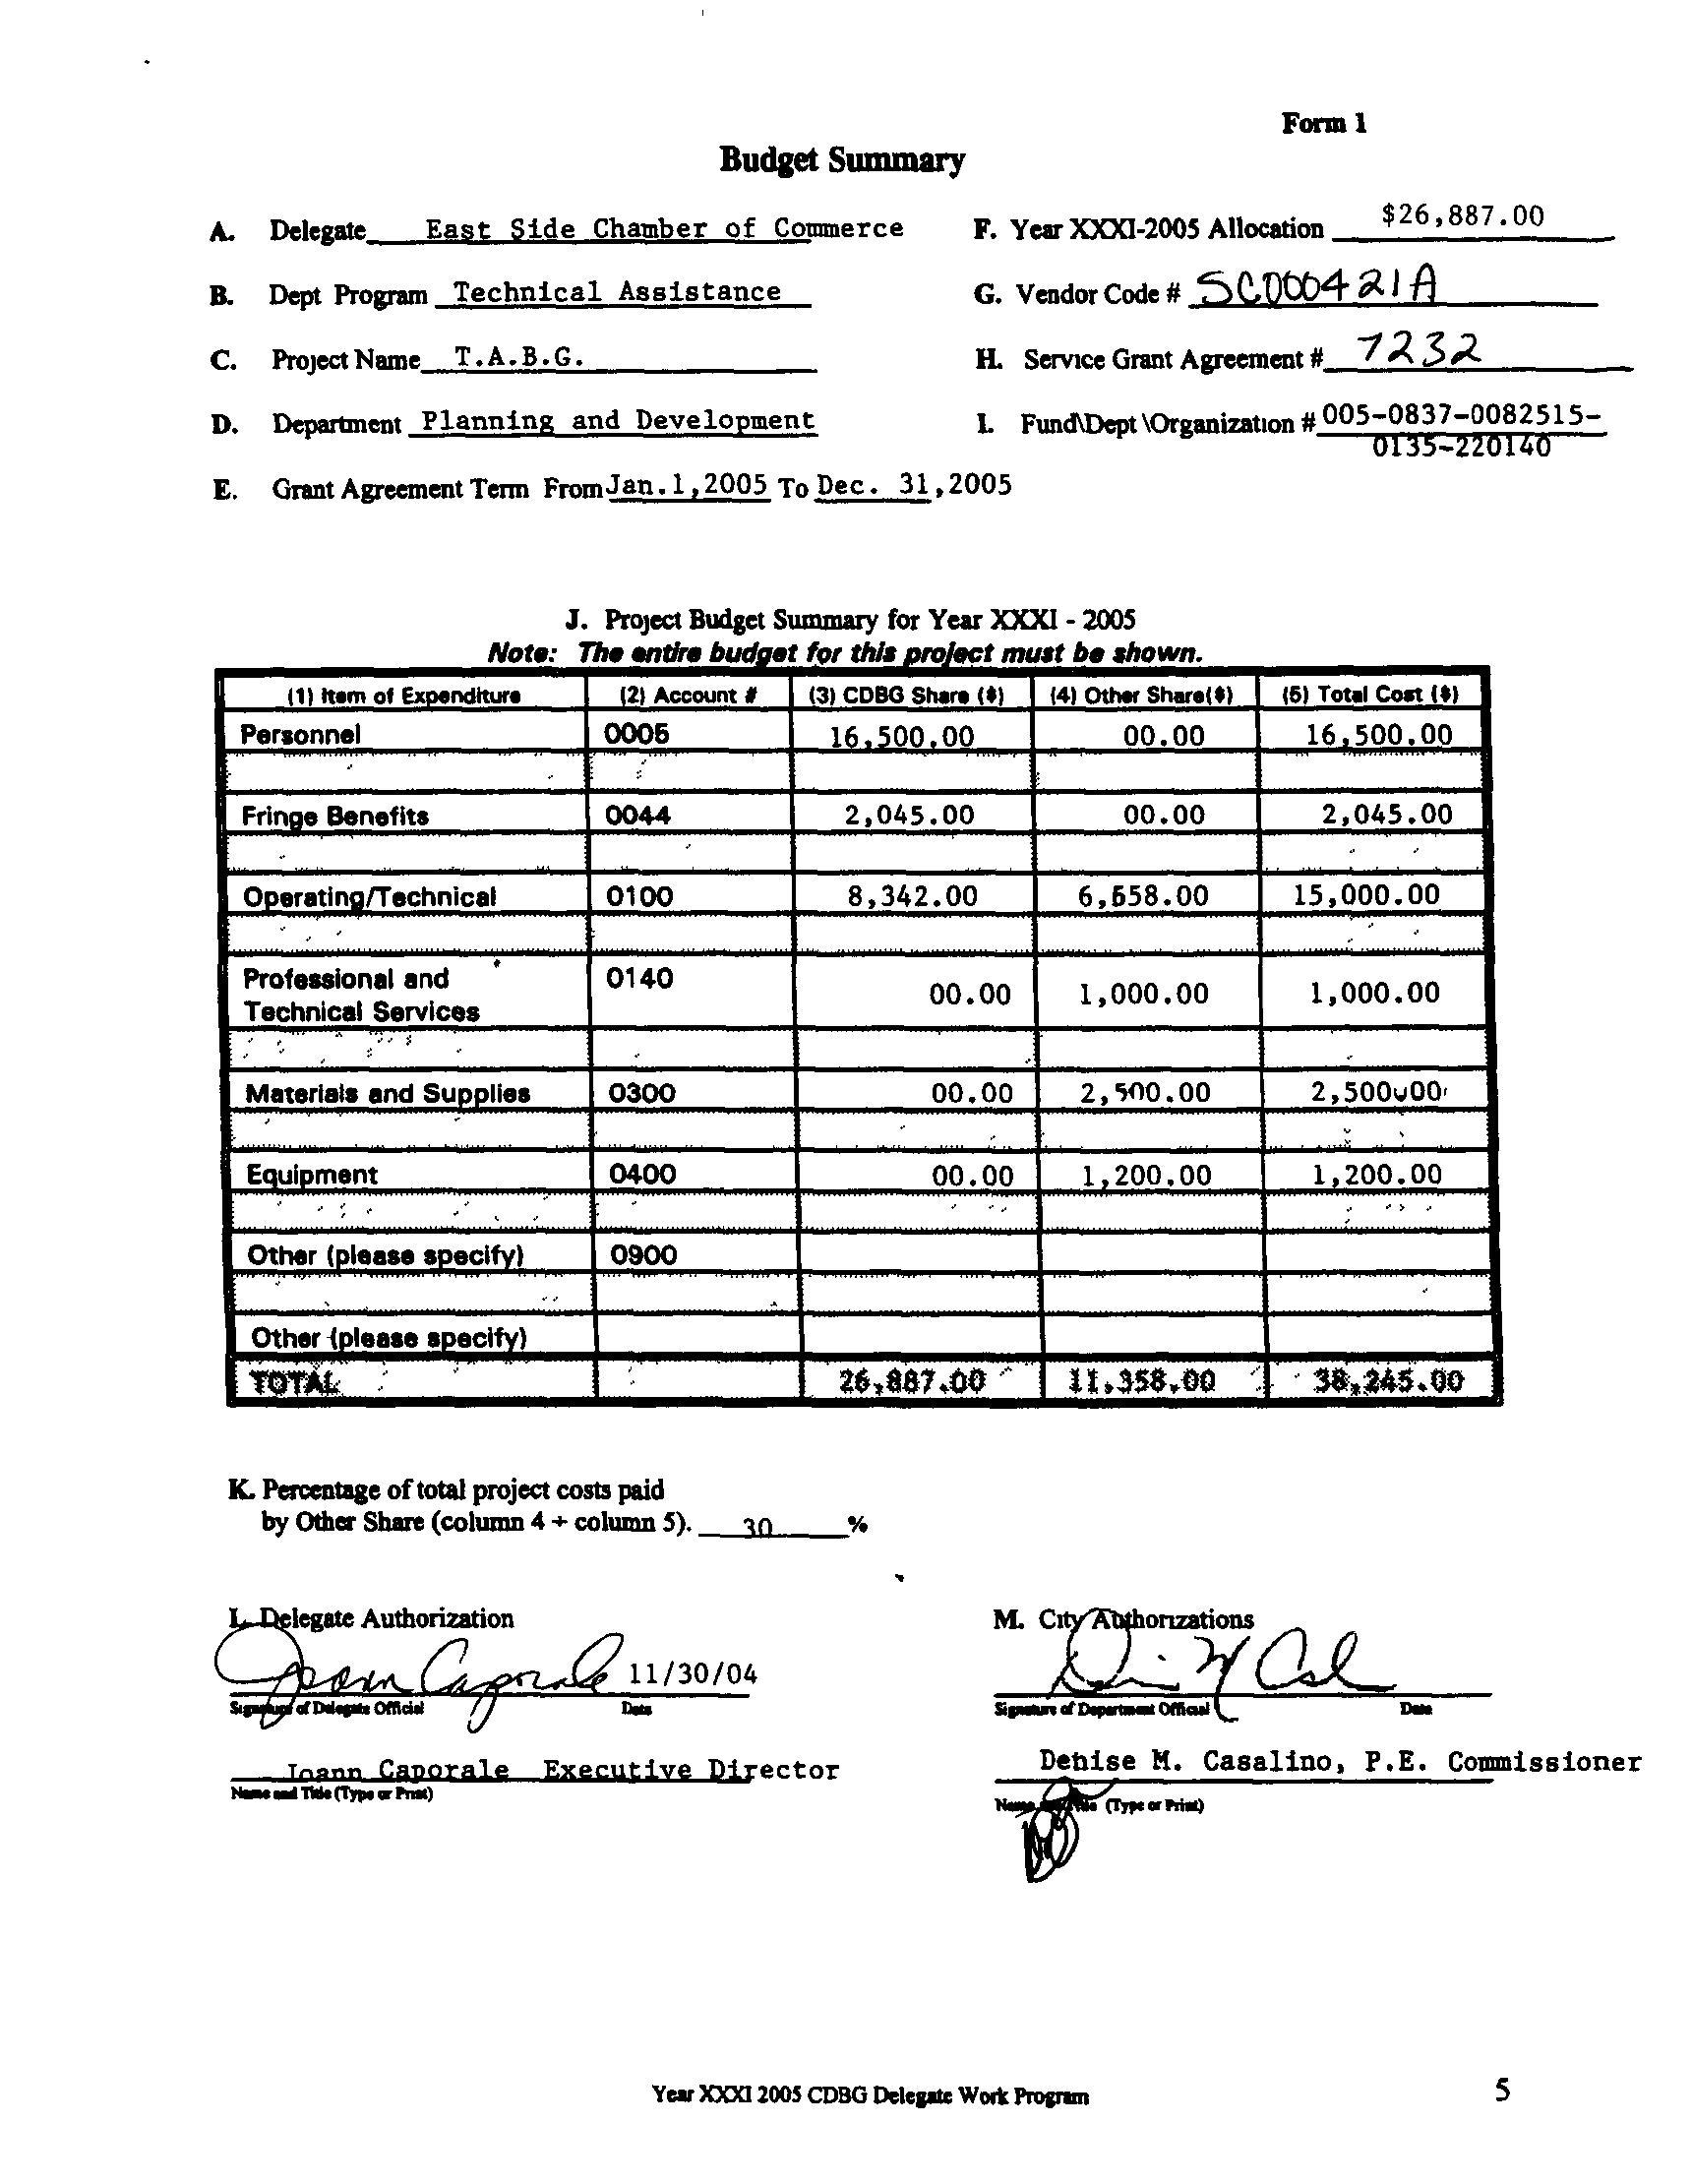 Form 1
Budget Summary
A. Delegate East Side Chamber of Commerce F. Year XXXI-2005 Allocation $26,887.00
B. Dept Program Technical Assistance G. Vendor Code # SC000421A
C. Project Name T.A.B.G. H. Service Grant Agreement # 7232
D. Department Planning and Development I. Fund\Dept \Organization # 005-0837-0082515-
0135-220140
E. Grant Agreement Term From Jan.1,2005 To Dec. 31,2005
J. Project Budget Summary for Year XXXI - 2005
Note: The entire budget for this project must be shown.
(1) Item of Expenditure (2) Account # (3) CDBG Share ($) (4) Other Share($) (5) Total Cost ($)
Personnel 0005 16,500.00 00.00 16,500.00
Fringe Benefits 0044 2,045.00 00.00 2,045.00
Operating/Technical 0100 8,342.00 6,658.00 15,000.00
Professional and
Technical Services 0140 00.00 1,000.00 1,000.00
Materials and Supplies 0300 00.00 2,500.00 2,500.00
Equipment 0400 00.00 1,200.00 1,200.00
Other (please specify) 0900
Other (please specify)
TOTAL 26,887.00 11,358.00 38,245.00
K. Percentage of total project costs paid
by Other Share (column 4 ÷ column 5). 30 %
L. Delegate Authorization M. City Authorizations
Joann Caporale 11/30/04
Signature of Delegate Official Date Signature of Department Official Date
Joann Caporale Executive Director Denise M. Casalino, P.E. Commissioner
Name and Title (Type or Print) Name and Title (Type or Print)
Year XXXI 2005 CDBG Delegate Work Program 5